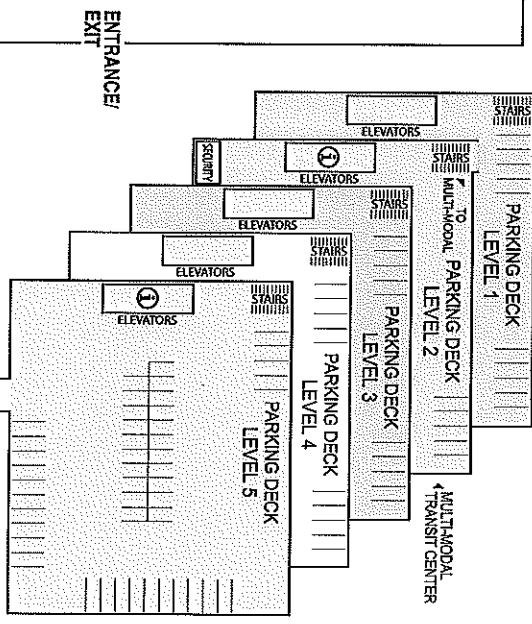 ENTRANCE/
EXIT
STAIRS
ELEVATORS
PARKING DECK
LEVEL 1
STAIRS
i
ELEVATORS
SECURITY
TO
MULTI-MODAL
PARKING DECK
LEVEL 2
MULTI-MODAL
TRANSIT CENTER
STAIRS
ELEVATORS
PARKING DECK
LEVEL 3
STAIRS
ELEVATORS
PARKING DECK
LEVEL 4
STAIRS
i
ELEVATORS
PARKING DECK
LEVEL 5